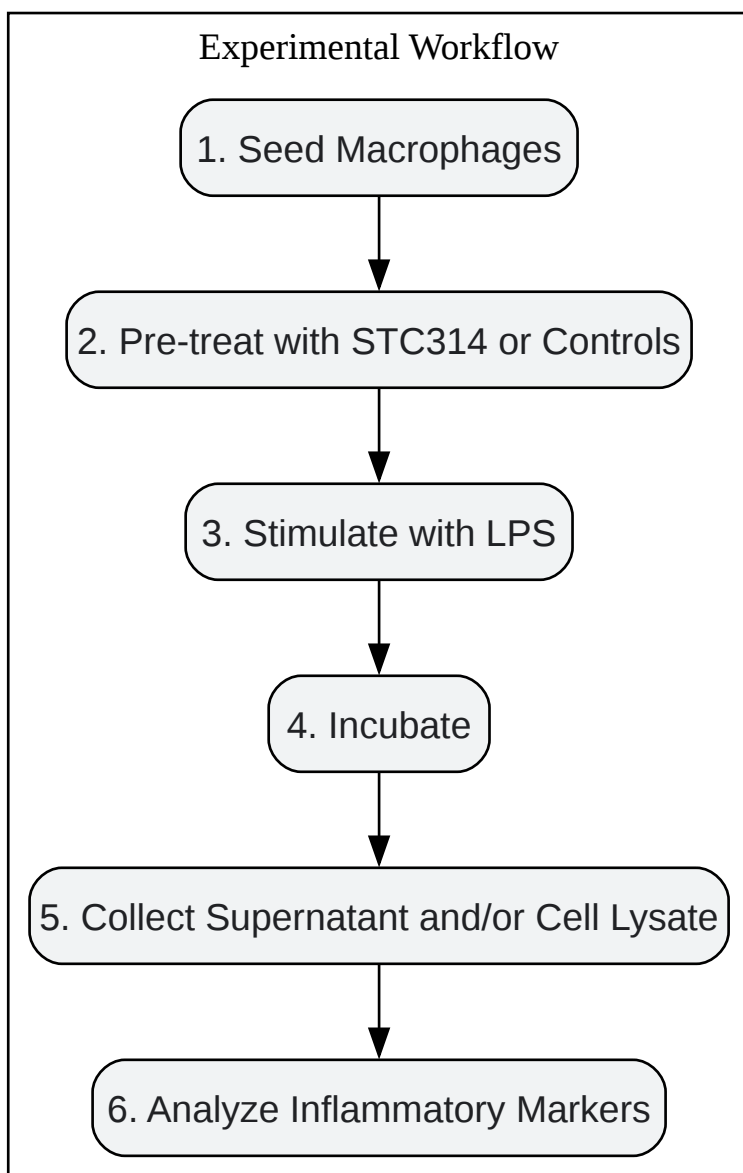 Experimental Workflow
1. Seed Macrophages
2. Pre-treat with STC314 or Controls
3. Stimulate with LPS
4. Incubate
5. Collect Supernatant and/or Cell Lysate
6. Analyze Inflammatory Markers